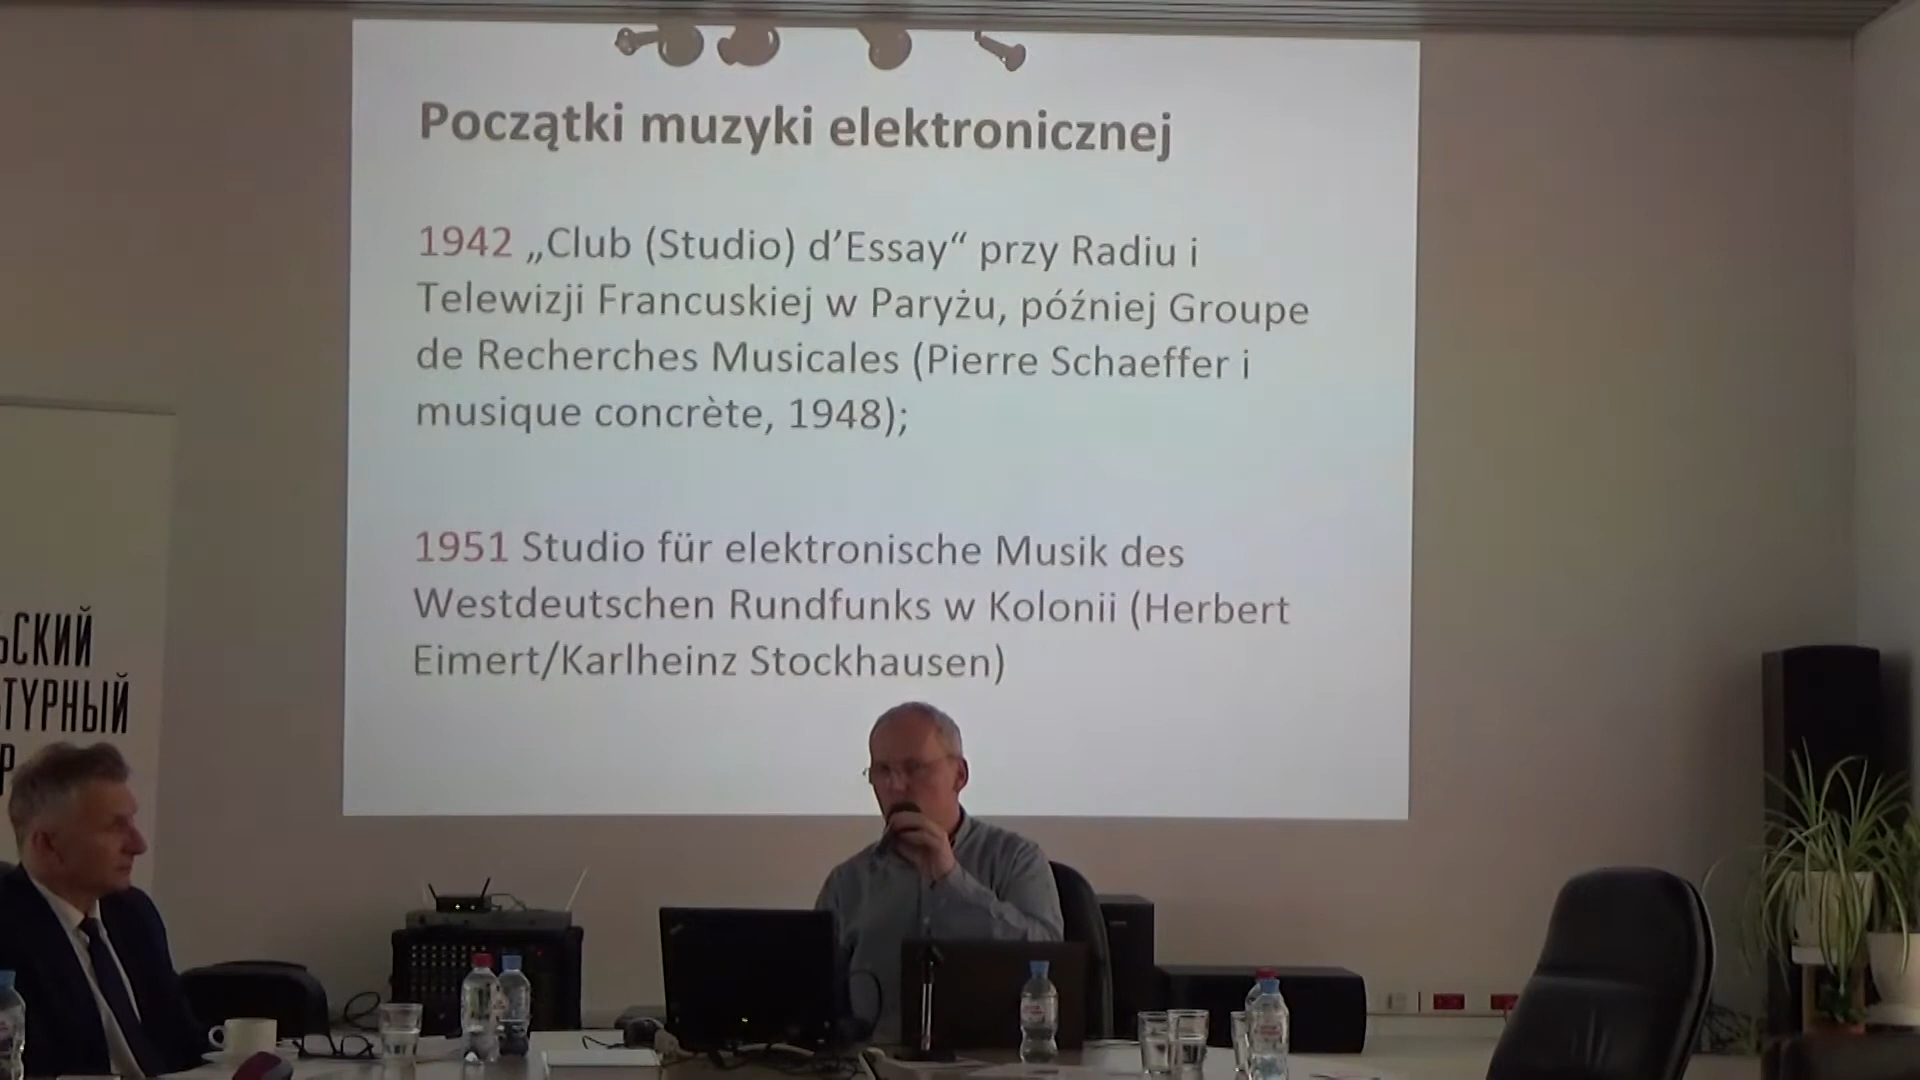 Początki muzyki elektronicznej
1942 „Club (Studio) d’Essay“ przy Radiu i
Telewizji Francuskiej w Paryżu, później Groupe
de Recherches Musicales (Pierre Schaeffer i
musique concrète, 1948);
1951 Studio für elektronische Musik des
Westdeutschen Rundfunks w Kolonii (Herbert
Eimert/Karlheinz Stockhausen)
ЬСКИЙ
ТУРНЫЙ
Р